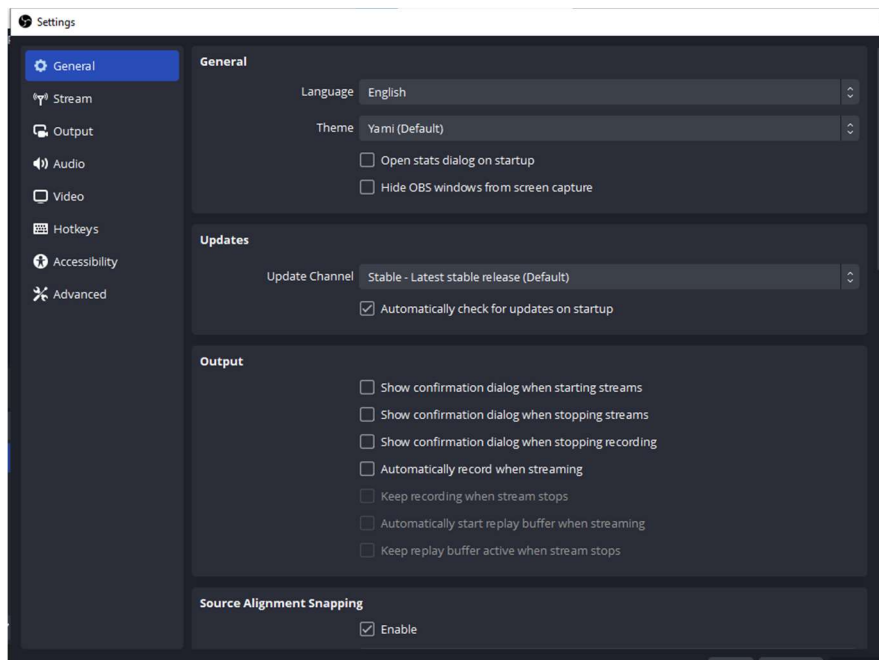 Settings
General
Stream
Output
Audio
Video
Hotkeys
Accessibility
Advanced
General
Language English
Theme Yami (Default)
Open stats dialog on startup
Hide OBS windows from screen capture
Updates
Update Channel Stable - Latest stable release (Default)
Automatically check for updates on startup
Output
Show confirmation dialog when starting streams
Show confirmation dialog when stopping streams
Show confirmation dialog when stopping recording
Automatically record when streaming
Keep recording when stream stops
Automatically start replay buffer when streaming
Keep replay buffer active when stream stops
Source Alignment Snapping
Enable